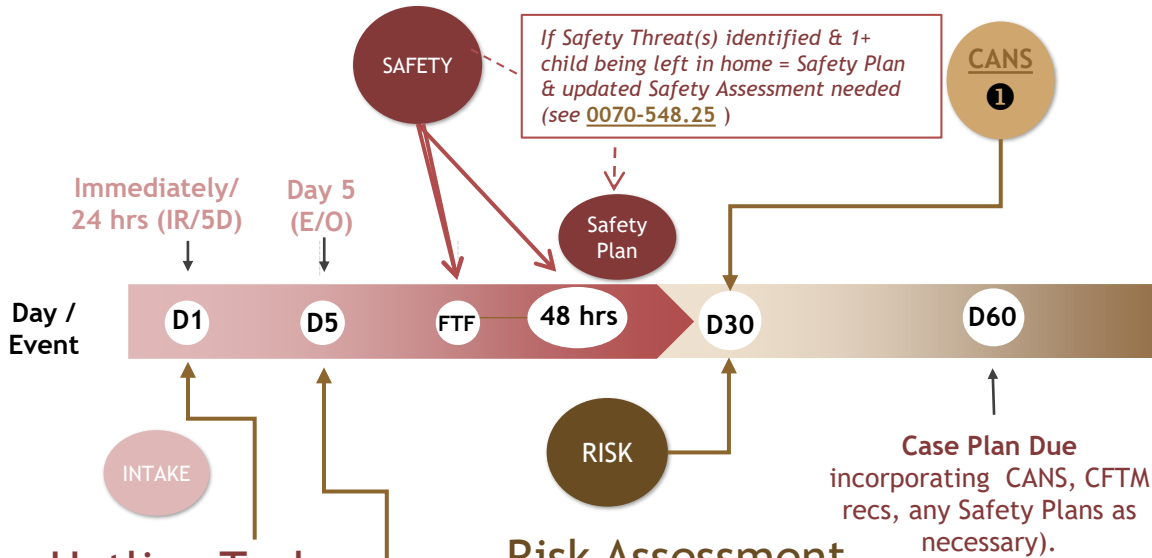 SAFETY
If Safety Threat(s) identified & 1+
child being left in home = Safety Plan
& updated Safety Assessment needed
(see 0070-548.25 )
CANS
❶
Immediately/
24 hrs (IR/5D)
Day 5
(E/O)
Safety
Plan
Day /
Event
D1
D5
FTF
48 hrs
D30
D60
INTAKE
RISK
Case Plan Due
incorporating CANS, CFTM
recs, any Safety Plans as
necessary).
Risk Assessment